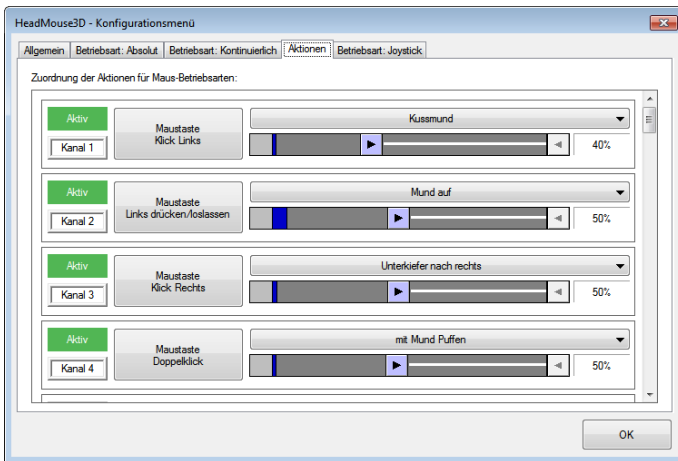 HeadMouse3D - Konfigurationsmenü
Allgemein Betriebsart: Absolut Betriebsart: Kontinuierlich Aktionen Betriebsart: Joystick
Zuordnung der Aktionen für Maus-Betriebsarten:
Aktiv
Kanal 1
Maustaste
Klick Links
Kussmund
40%
Aktiv
Kanal 2
Maustaste
Links drücken/loslassen
Mund auf
50%
Aktiv
Kanal 3
Maustaste
Klick Rechts
Unterkiefer nach rechts
50%
Aktiv
Kanal 4
Maustaste
Doppelklick
mit Mund Puffen
50%
OK